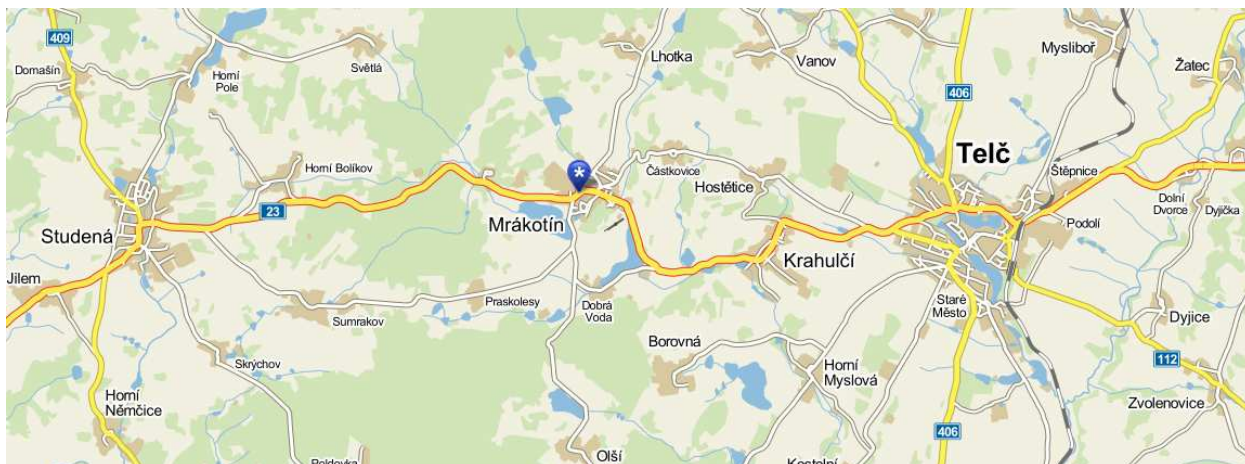 409
Domašín
Horní
Pole
Světlá
Lhotka
Vanov
406
Mysliboř
Žatec
Telč
Horní Bolíkov
Částkovice
Hostětice
Štěpnice
Dolní
Dvorce
Dyjička
Podolí
23
*
Mrákotín
Studená
Jilem
Krahulčí
Praskolesy
Dobrá
Voda
Sumrakov
Staré
Město
Dyjice
Borovná
Skrýchov
Horní
Myslová
112
Zvolenovice
Horní
Němčice
406
Olší